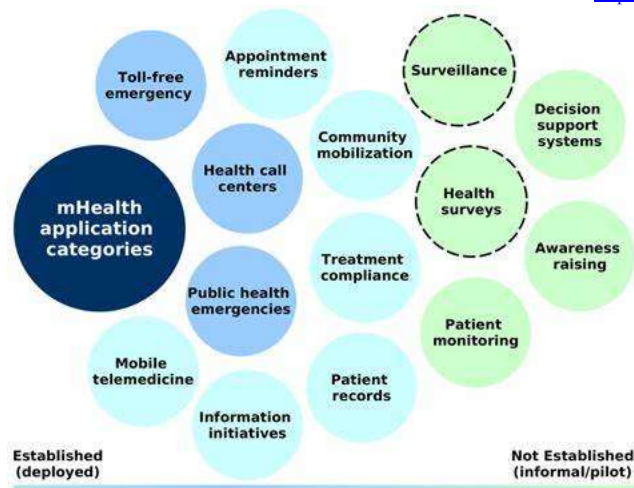 Toll-free
emergency
Appointment
reminders
Surveillance
Decision
support
systems
Community
mobilization
Health call
centers
Health
surveys
mHealth
application
categories
Treatment
compliance
Awareness
raising
Public health
emergencies
Patient
monitoring
Mobile
telemedicine
Patient
records
Information
initiatives
Established
(deployed)
Not Established
(informal/pilot)